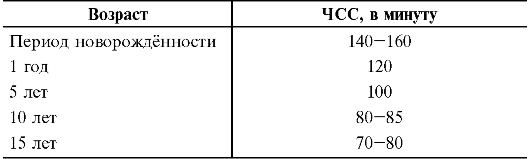 Возраст ЧСС, в минуту
Период новорождённости 140—160
1 год 120
5 лет 100
10 лет 80—85
15 лет 70—80